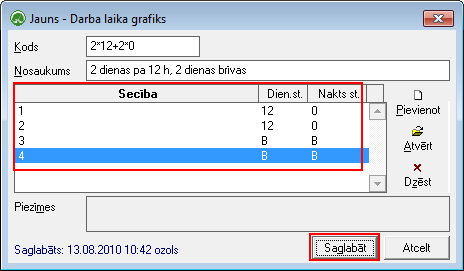 Jauns - Darba laika grafiks
Kods 2*12+2*0
Nosaukums 2 dienas pa 12 h, 2 dienas brīvas
Secība Dien.st. Nakts st.
1 12 0
2 12 0
3 B B
4 B B
Pievienot
Atvērt
Dzēst
Piezīmes
Saglabāts: 13.08.2010 10:42 ozols
Saglabāt
Atcelt